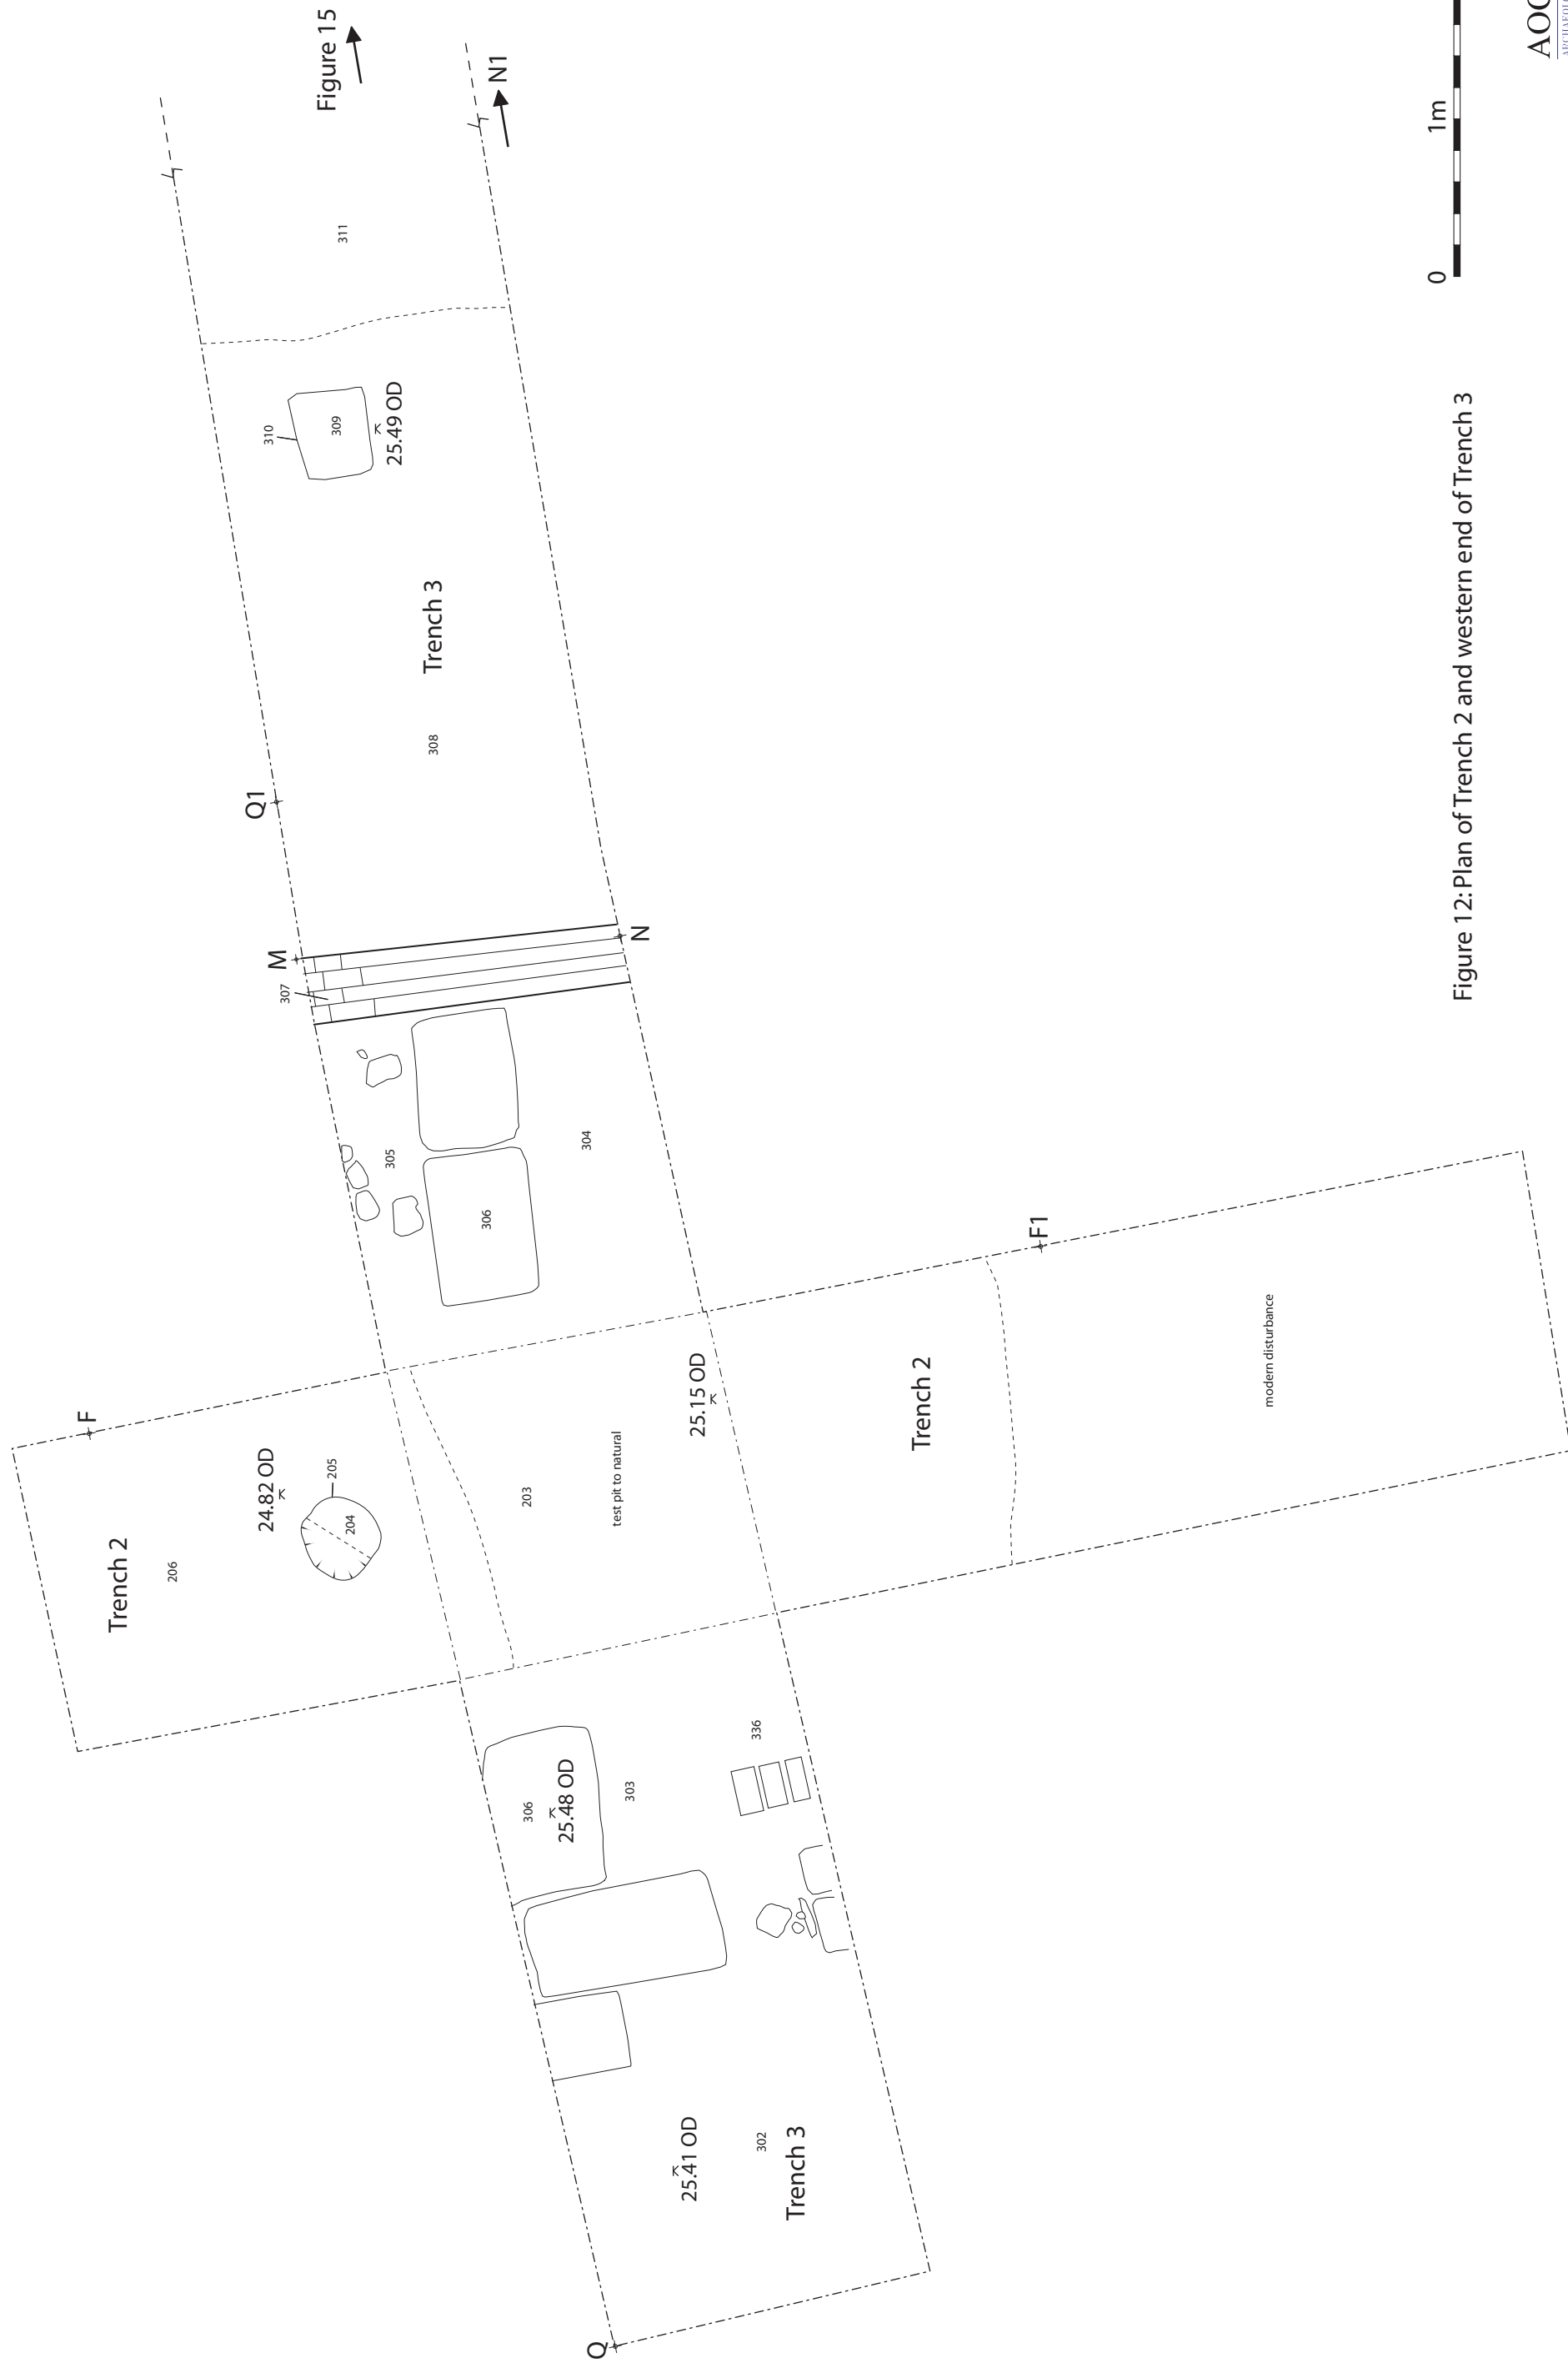 Figure 15
N1
311
310
309
25.49 OD
Trench 3
308
Q1
M
N
307
305
304
306
F
F1
24.82 OD
205
204
Trench 2
206
203
test pit to natural
25.15 OD
Trench 2
modern disturbance
306
25.48 OD
303
336
25.41 OD
302
Trench 3
Q
0
1m
Figure 12: Plan of Trench 2 and western end of Trench 3